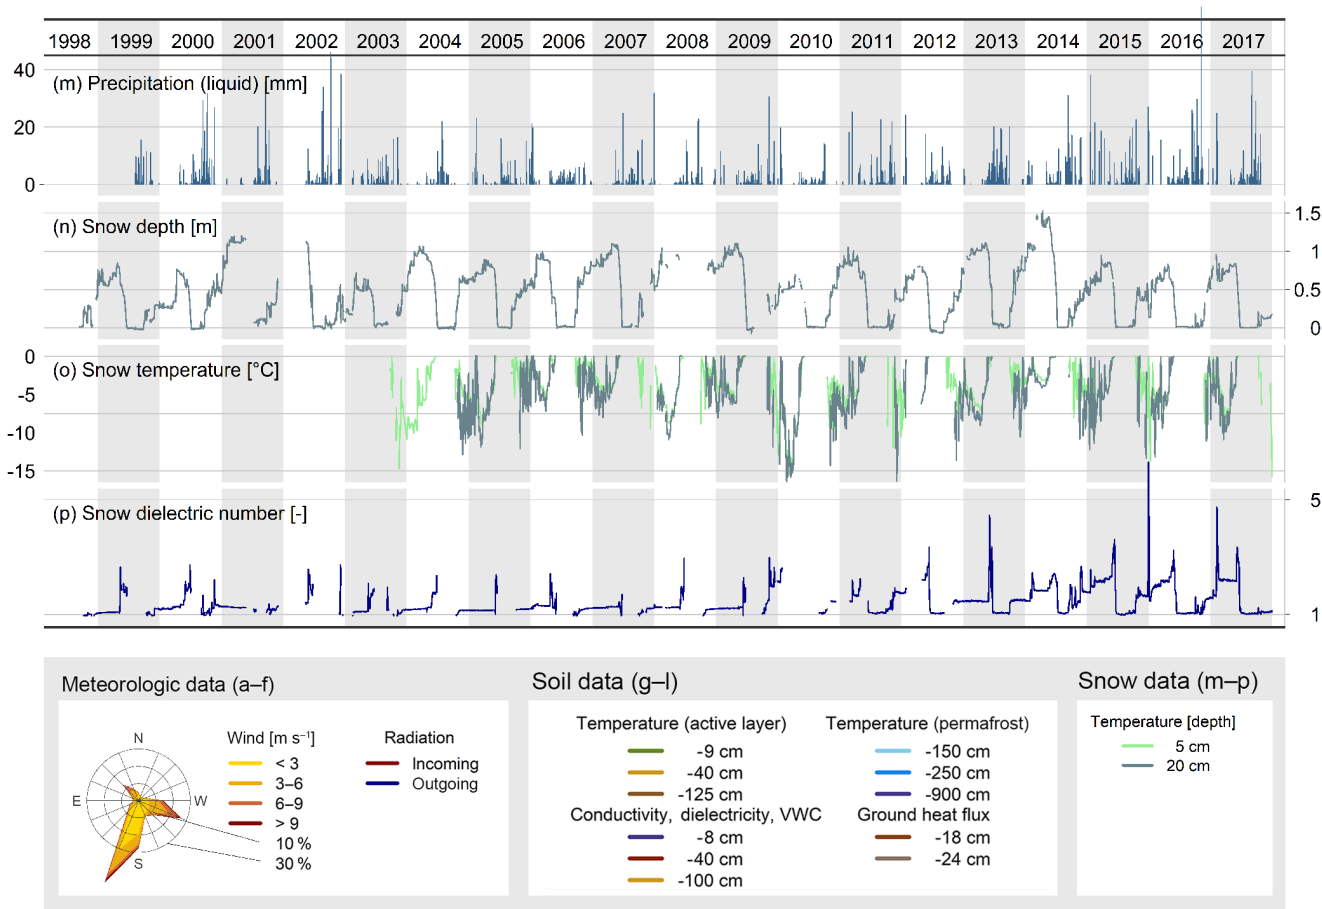 1998 1999 2000 2001 2002 2003 2004 2005 2006 2007 2008 2009 2010 2011 2012 2013 2014 2015 2016 2017
(m) Precipitation (liquid) [mm]
40
20
0
(n) Snow depth [m]
1.5
1
0.5
0
(o) Snow temperature [°C]
0
-5
-10
-15
(p) Snow dielectric number [-]
5
1
Meteorologic data (a–f)
N
E
W
S
Wind [m s⁻¹]
< 3
3–6
6–9
> 9
10 %
30 %
Radiation
Incoming
Outgoing
Soil data (g–l)
Temperature (active layer)
-9 cm
-40 cm
-125 cm
Conductivity, dielectricity, VWC
-8 cm
-40 cm
-100 cm
Temperature (permafrost)
-150 cm
-250 cm
-900 cm
Ground heat flux
-18 cm
-24 cm
Snow data (m–p)
Temperature [depth]
5 cm
20 cm